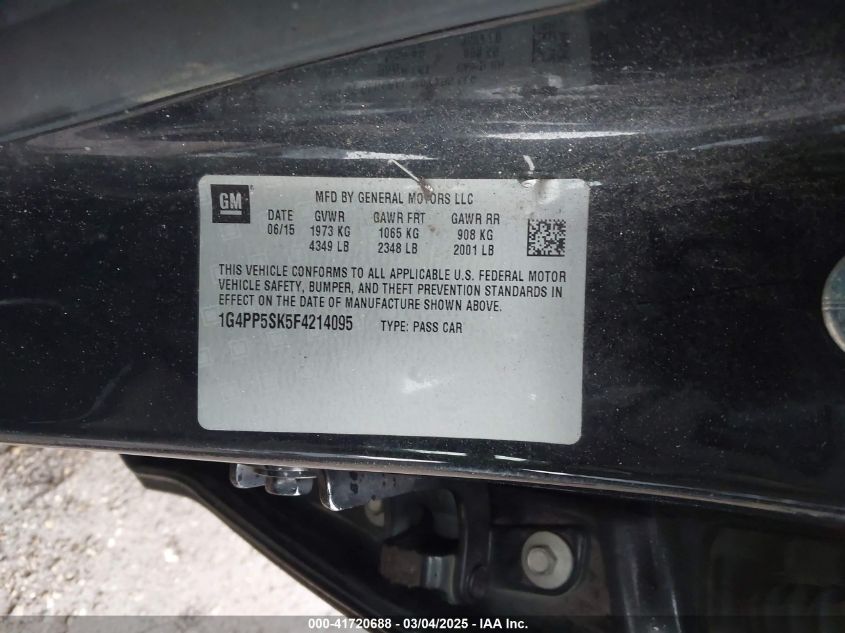 GM
MFD BY GENERAL MOTORS LLC
DATE GVWR GAWR FRT GAWR RR
06/15 1973 KG 1065 KG 908 KG
4349 LB 2348 LB 2001 LB
THIS VEHICLE CONFORMS TO ALL APPLICABLE U.S. FEDERAL MOTOR
VEHICLE SAFETY, BUMPER, AND THEFT PREVENTION STANDARDS IN
EFFECT ON THE DATE OF MANUFACTURE SHOWN ABOVE.
1G4PP5SK5F4214095 TYPE: PASS CAR
000-41720688 — 03/04/2025 — IAA Inc.